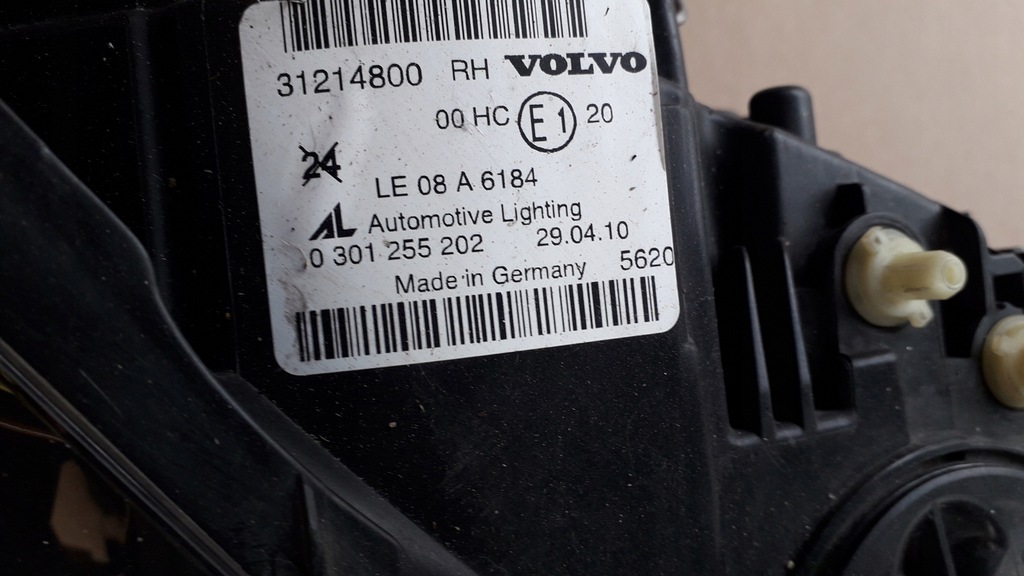 31214800 RH VOLVO
00 HC E1 20
24
LE 08 A 6184
AL Automotive Lighting
0 301 255 202 29.04.10
Made in Germany 5620